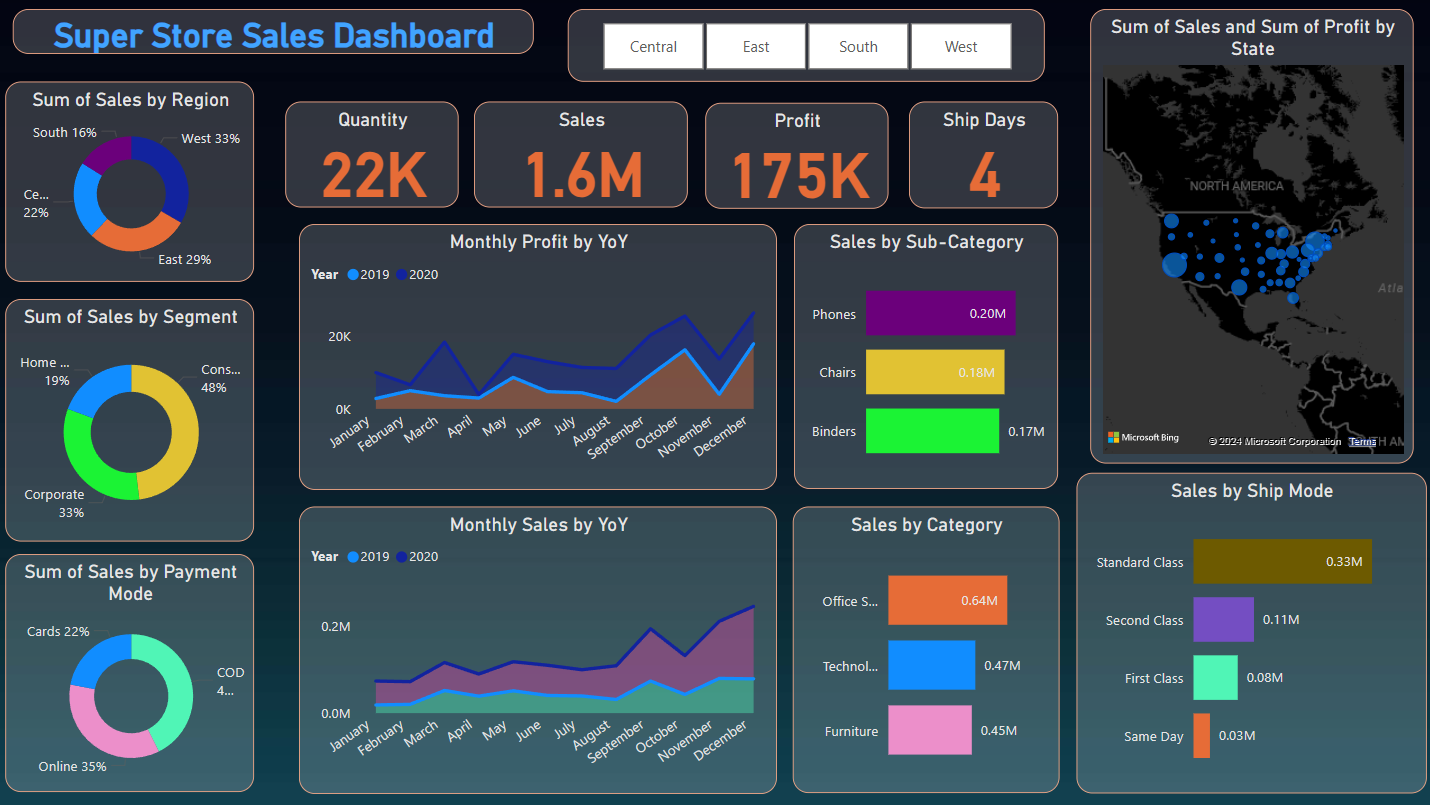 Super Store Sales Dashboard
Central
East
South
West
Sum of Sales and Sum of Profit by
State
NORTH AMERICA
Atla
Microsoft Bing
© 2024 Microsoft Corporation
Terms
TH AM
Sum of Sales by Region
South 16%
West 33%
Ce...
22%
East 29%
Quantity
22K
Sales
1.6M
Profit
175K
Ship Days
4
Monthly Profit by YoY
Year
2019
2020
20K
0K
January
February
March
April
May
June
July
August
September
October
November
December
Sales by Sub-Category
Phones
0.20M
Chairs
0.18M
Binders
0.17M
Sum of Sales by Segment
Home ...
19%
Cons...
48%
Corporate
33%
Sales by Ship Mode
Standard Class
0.33M
Second Class
0.11M
First Class
0.08M
Same Day
0.03M
Monthly Sales by YoY
Year
2019
2020
0.2M
0.0M
January
February
March
April
May
June
July
August
September
October
November
December
Sales by Category
Office S...
0.64M
Technol...
0.47M
Furniture
0.45M
Sum of Sales by Payment
Mode
Cards 22%
COD
4...
Online 35%